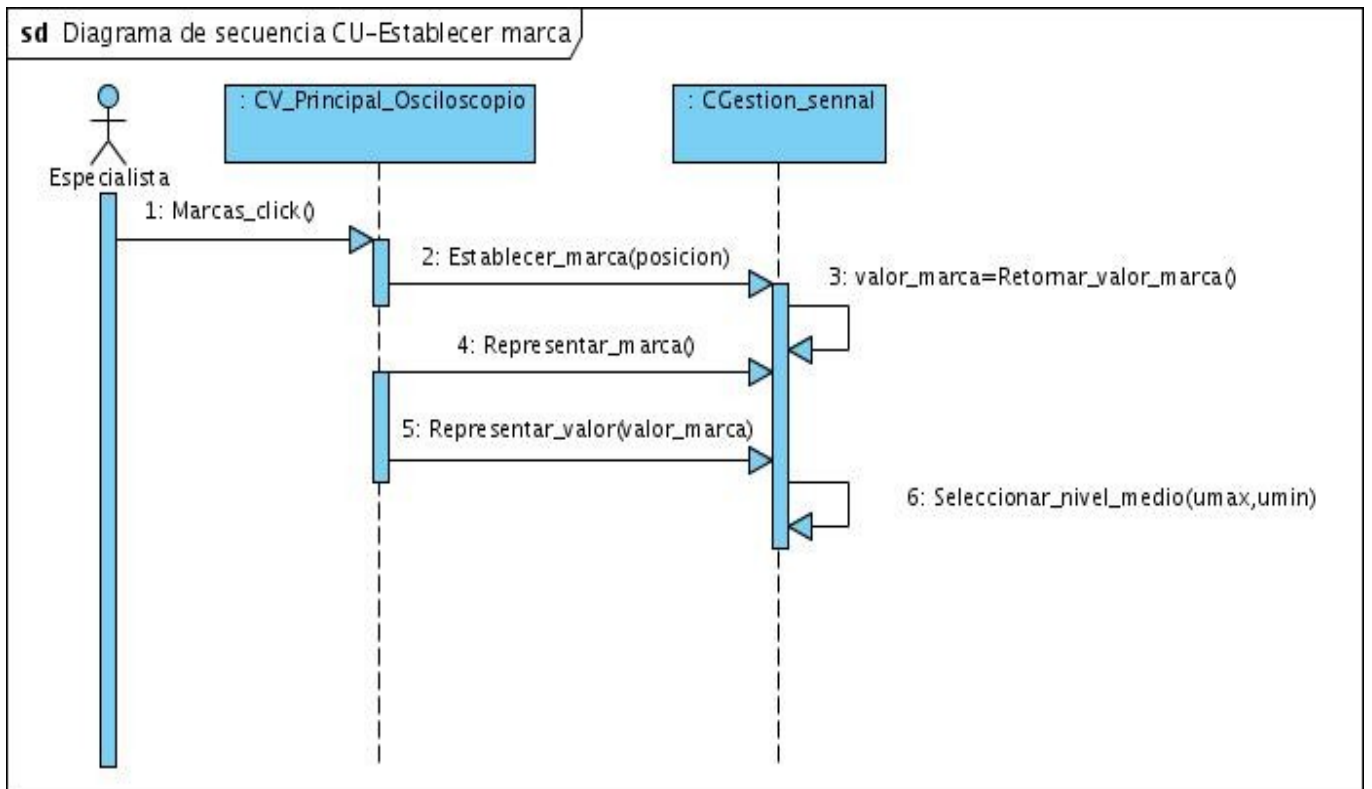 sd Diagrama de secuencia CU-Establecer marca
: CV_Principal_Osciloscopio
: CGestion_sennal
Especialista
1: Marcas_click()
2: Establecer_marca(posicion)
3: valor_marca=Retornar_valor_marca()
4: Representar_marca()
5: Representar_valor(valor_marca)
6: Seleccionar_nivel_medio(umax,umin)